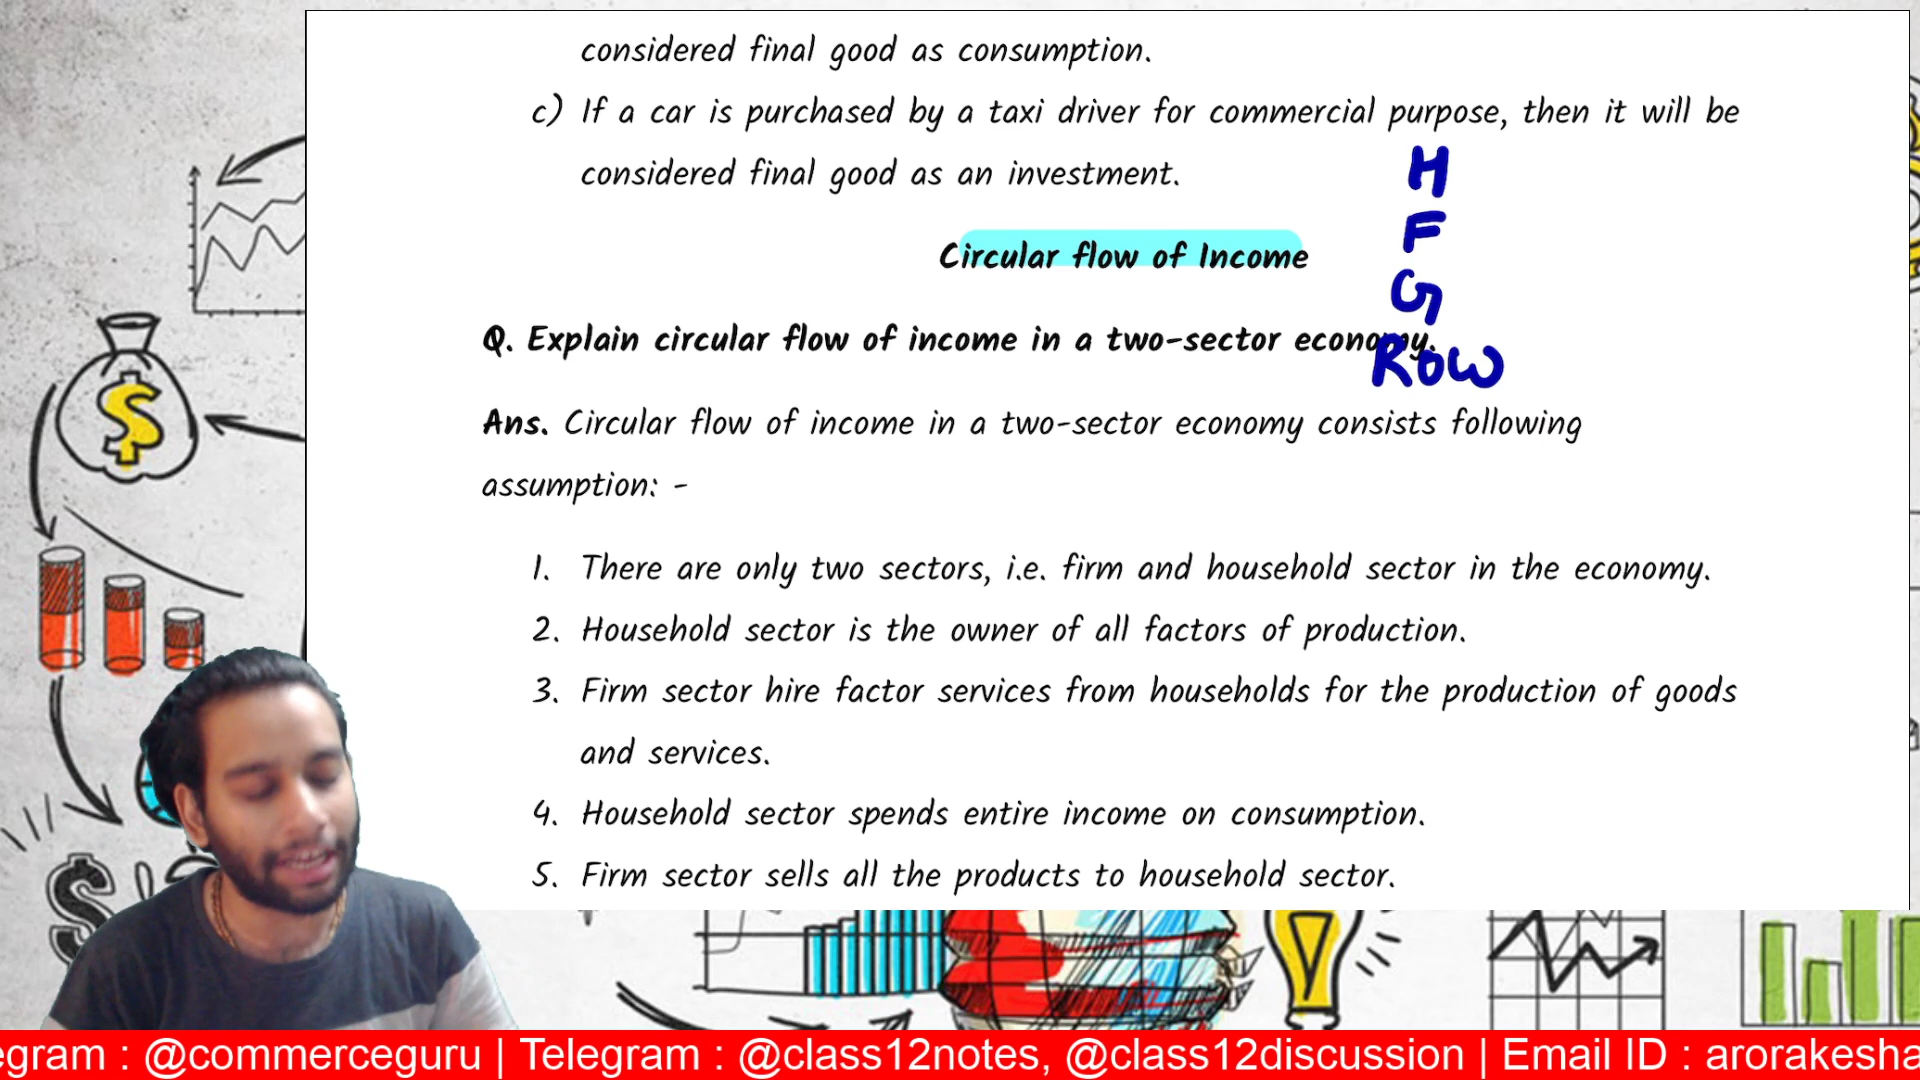 considered final good as consumption.
c) If a car is purchased by a taxi driver for commercial purpose, then it will be
considered final good as an investment.
H
F
G
ROW
Circular flow of Income
Q. Explain circular flow of income in a two-sector economy.
Ans. Circular flow of income in a two-sector economy consists following
assumption: -
1. There are only two sectors, i.e. firm and household sector in the economy.
2. Household sector is the owner of all factors of production.
3. Firm sector hire factor services from households for the production of goods
and services.
4. Household sector spends entire income on consumption.
5. Firm sector sells all the products to household sector.
egram : @commerceguru | Telegram : @class12notes, @class12discussion | Email ID : arorakesha